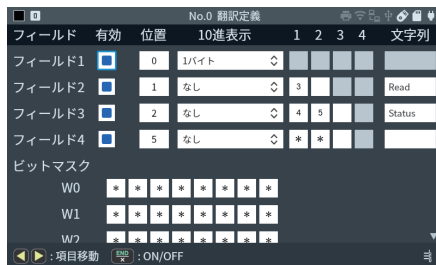 0 No.0 翻訳定義
フィールド 有効 位置 10進表示 1 2 3 4 文字列
フィールド1 0 1バイト
フィールド2 1 なし 3 Read
フィールド3 2 なし 4 5 Status
フィールド4 5 なし * *
ビットマスク
W0 * * * * * * * *
W1 * * * * * * * *
W2 * * * * * * * *
:項目移動 END × :ON/OFF